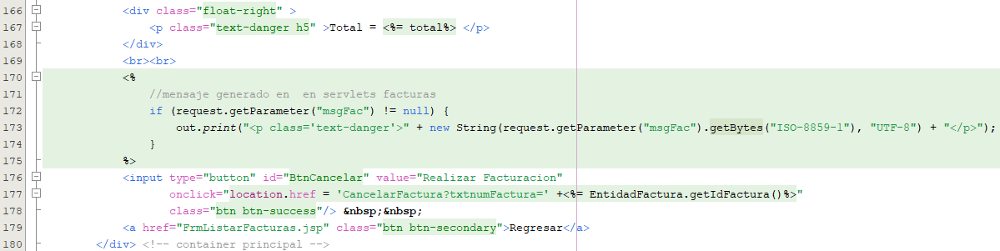 166 <div class="float-right" >
167 <p class="text-danger h5" >Total = <%= total%> </p>
168 </div>
169 <br><br>
170 <%
171 //mensaje generado en  en servlets facturas
172 if (request.getParameter("msgFac") != null) {
173 out.print("<p class='text-danger'>" + new String(request.getParameter("msgFac").getBytes("ISO-8859-1"), "UTF-8") + "</p>");
174 }
175 %>
176 <input type="button" id="BtnCancelar" value="Realizar Facturacion"
177 onclick="location.href = 'CancelarFactura?txtnumFactura=' +<%= EntidadFactura.getIdFactura()%>"
178 class="btn btn-success"/> &nbsp;&nbsp;
179 <a href="FrmListarFacturas.jsp" class="btn btn-secondary">Regresar</a>
180 </div> <!-- container principal -->